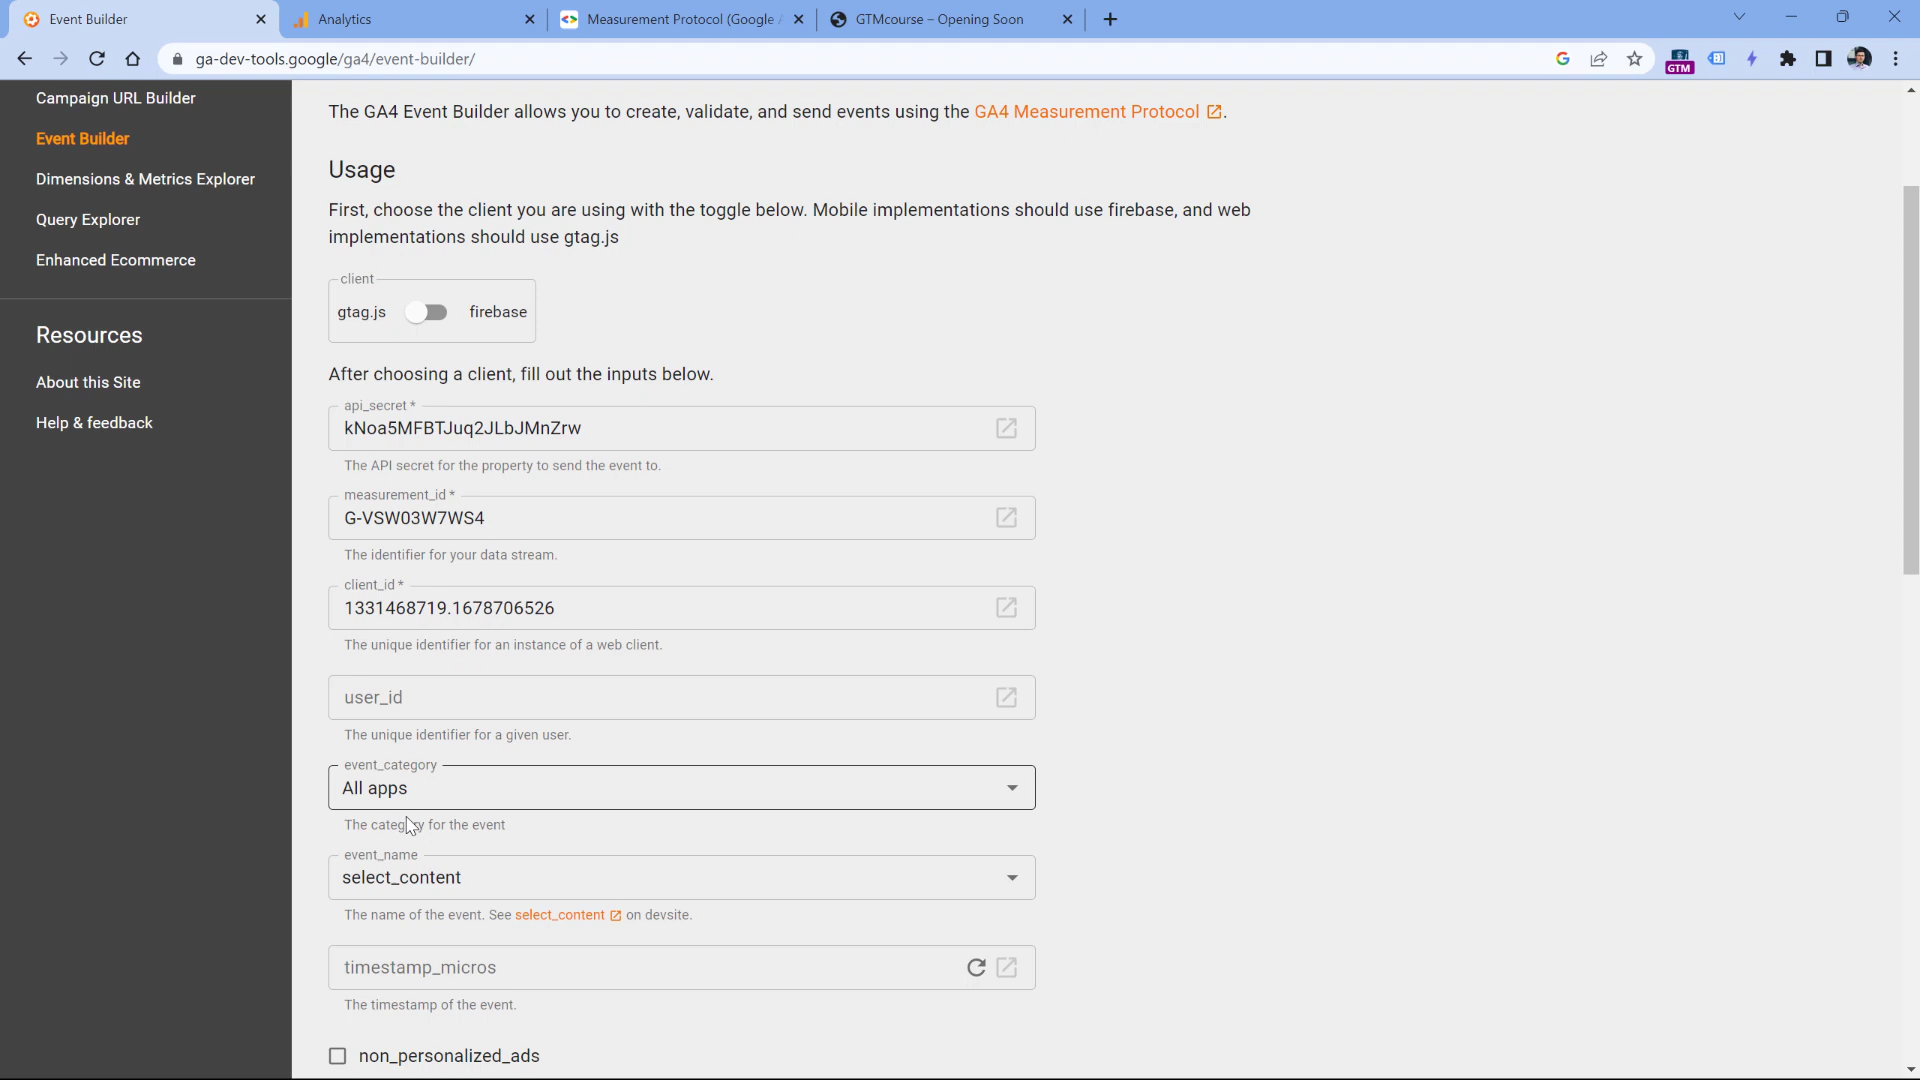 Event Builder
Analytics
Measurement Protocol (Google A
GTMcourse – Opening Soon
ga-dev-tools.google/ga4/event-builder/
GTM
Campaign URL Builder
Event Builder
Dimensions & Metrics Explorer
Query Explorer
Enhanced Ecommerce
Resources
About this Site
Help & feedback
The GA4 Event Builder allows you to create, validate, and send events using the GA4 Measurement Protocol.
Usage
First, choose the client you are using with the toggle below. Mobile implementations should use firebase, and web
implementations should use gtag.js
client
gtag.js firebase
After choosing a client, fill out the inputs below.
api_secret *
kNoa5MFBTJuq2JLbJMnZrw
The API secret for the property to send the event to.
measurement_id *
G-VSW03W7WS4
The identifier for your data stream.
client_id *
1331468719.1678706526
The unique identifier for an instance of a web client.
user_id
The unique identifier for a given user.
event_category
All apps
The category for the event
event_name
select_content
The name of the event. See select_content on devsite.
timestamp_micros
The timestamp of the event.
non_personalized_ads